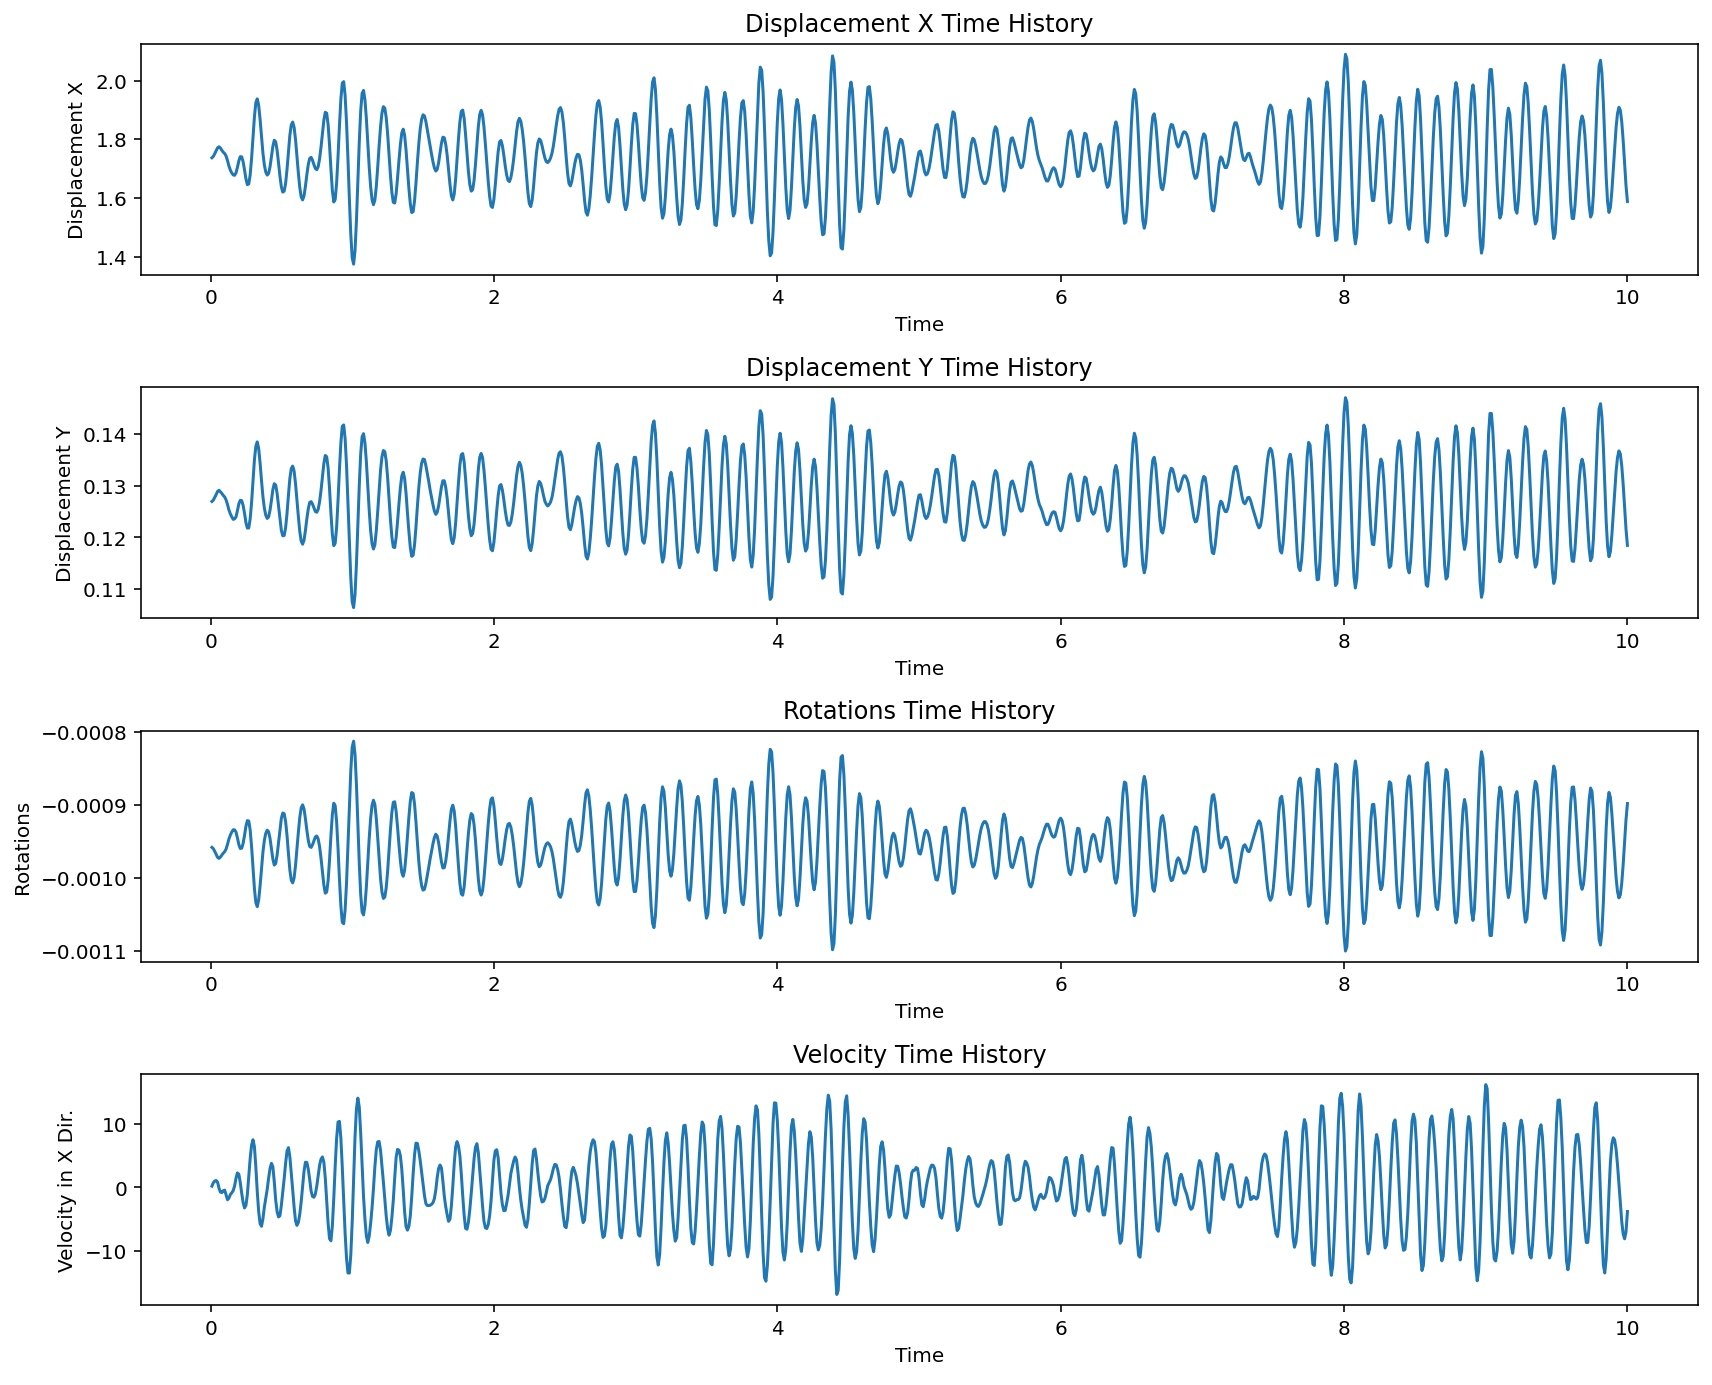 Displacement X Time History
Displacement X
2.0
1.8
1.6
1.4
0 2 4 6 8 10
Time
Displacement Y Time History
Displacement Y
0.14
0.13
0.12
0.11
0 2 4 6 8 10
Time
Rotations Time History
Rotations
−0.0008
−0.0009
−0.0010
−0.0011
0 2 4 6 8 10
Time
Velocity Time History
Velocity in X Dir.
10
0
−10
0 2 4 6 8 10
Time